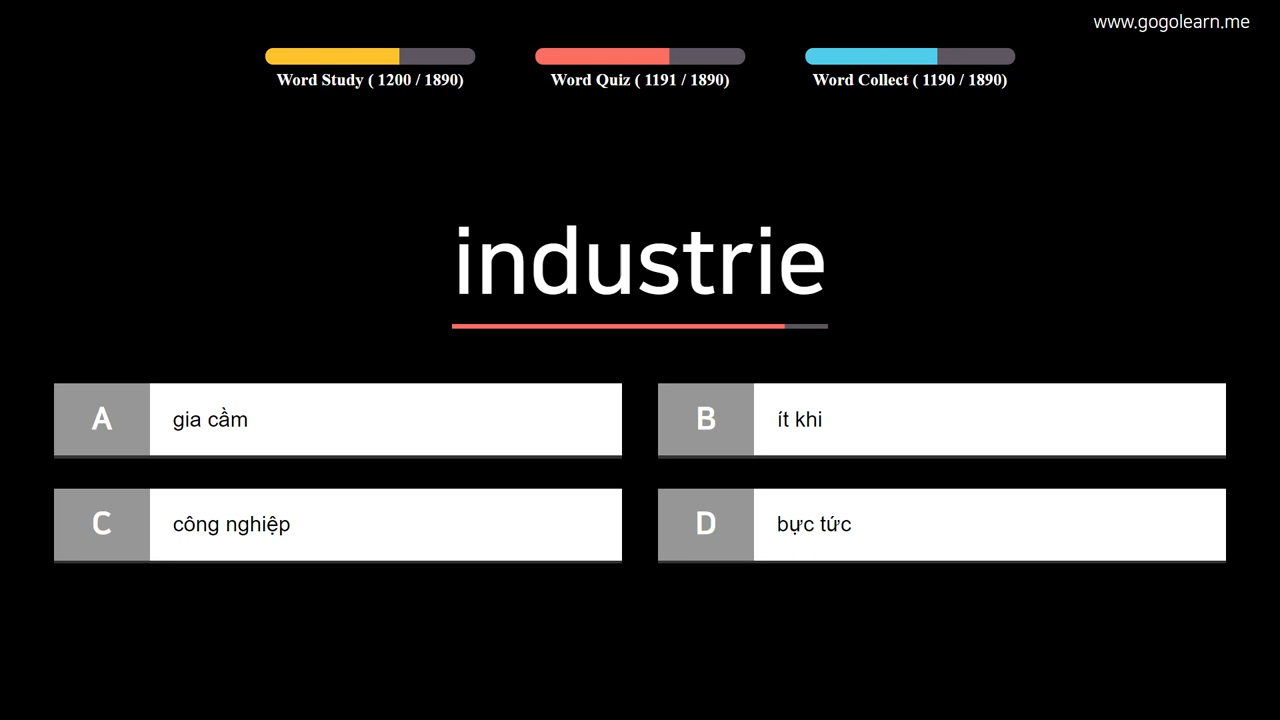 www.gogolearn.me
Word Study ( 1200 / 1890)
Word Quiz ( 1191 / 1890)
Word Collect ( 1190 / 1890)
industrie
A gia cầm
B ít khi
C công nghiệp
D bực tức